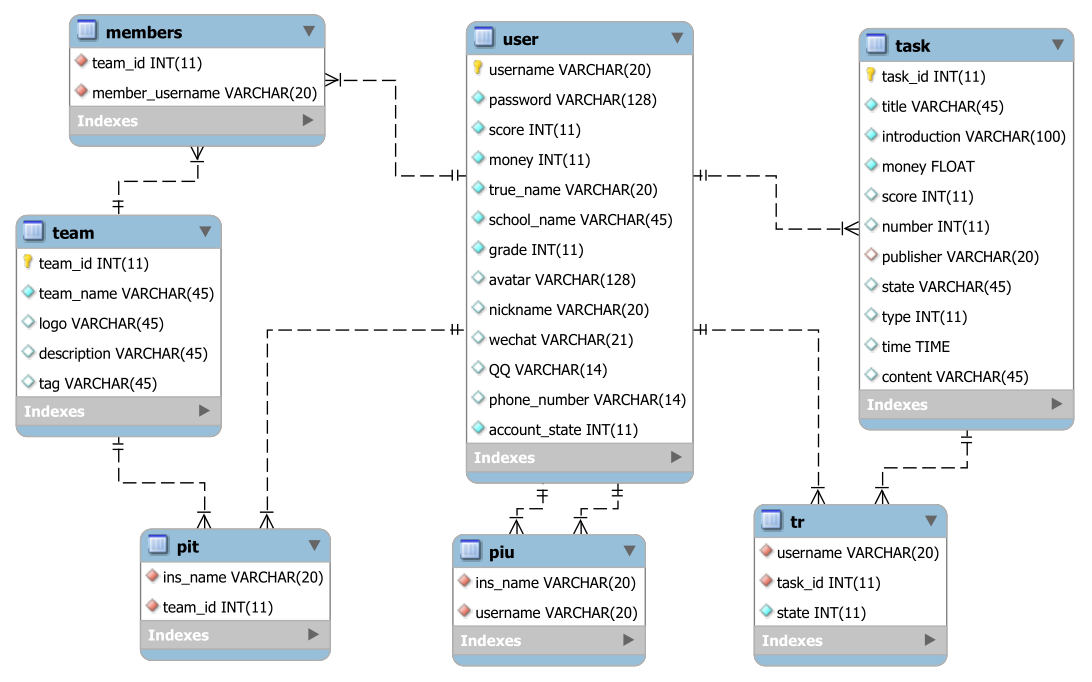 members
team_id INT(11)
member_username VARCHAR(20)
Indexes
team
team_id INT(11)
team_name VARCHAR(45)
logo VARCHAR(45)
description VARCHAR(45)
tag VARCHAR(45)
Indexes
user
username VARCHAR(20)
password VARCHAR(128)
score INT(11)
money INT(11)
true_name VARCHAR(20)
school_name VARCHAR(45)
grade INT(11)
avatar VARCHAR(128)
nickname VARCHAR(20)
wechat VARCHAR(21)
QQ VARCHAR(14)
phone_number VARCHAR(14)
account_state INT(11)
Indexes
task
task_id INT(11)
title VARCHAR(45)
introduction VARCHAR(100)
money FLOAT
score INT(11)
number INT(11)
publisher VARCHAR(20)
state VARCHAR(45)
type INT(11)
time TIME
content VARCHAR(45)
Indexes
pit
ins_name VARCHAR(20)
team_id INT(11)
Indexes
piu
ins_name VARCHAR(20)
username VARCHAR(20)
Indexes
tr
username VARCHAR(20)
task_id INT(11)
state INT(11)
Indexes